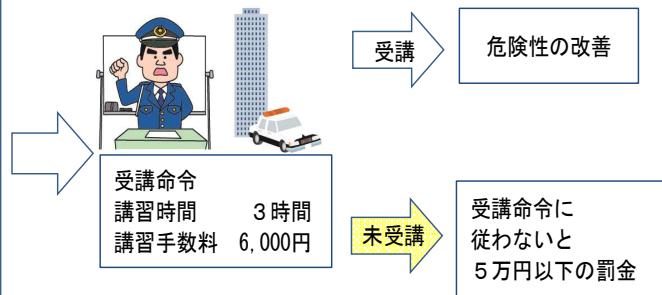 受講
危険性の改善
受講命令
講習時間　　３時間
講習手数料　6,000円
未受講
受講命令に
従わないと
５万円以下の罰金